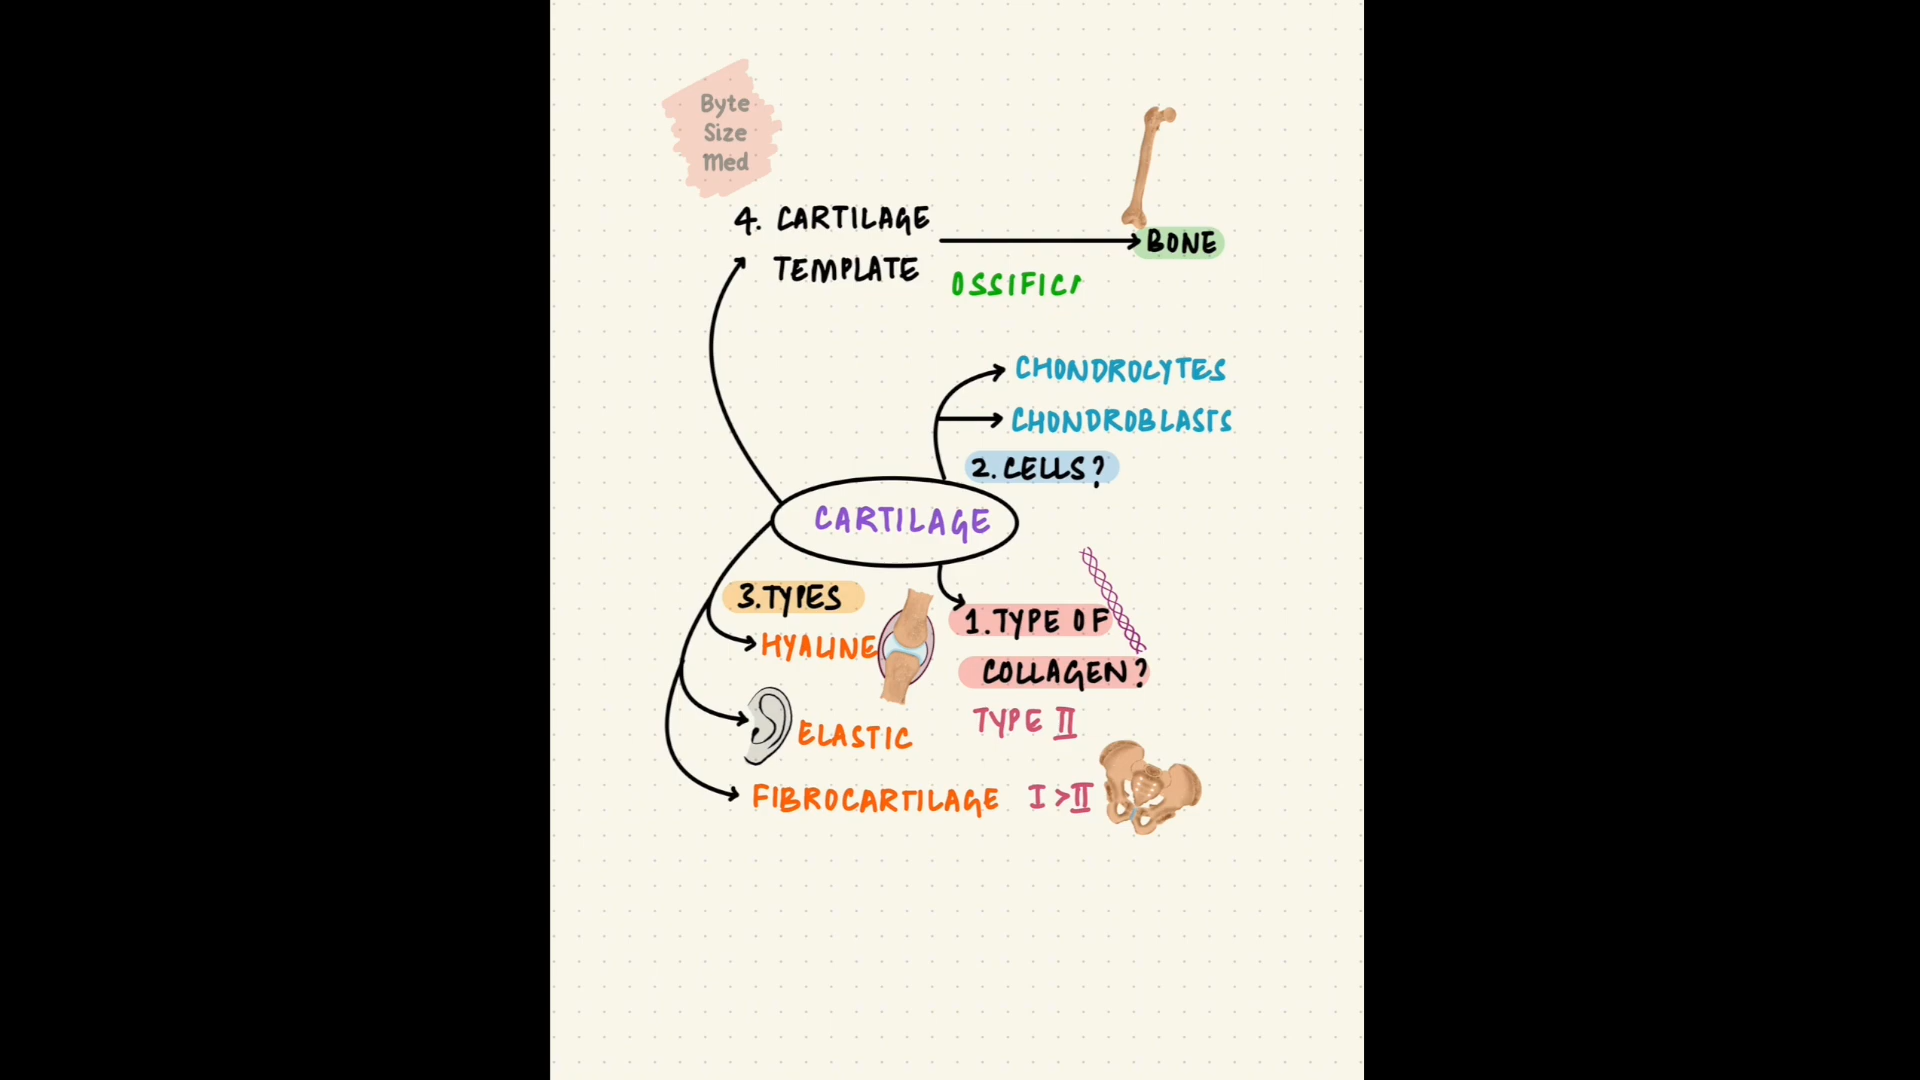 Byte
Size
Med
4. CARTILAGE
TEMPLATE
BONE
OSSIFIC
CHONDROCYTES
CHONDROBLASTS
2. CELLS?
CARTILAGE
3. TYPES
HYALINE
1. TYPE OF
COLLAGEN?
TYPE II
ELASTIC
FIBROCARTILAGE I > II